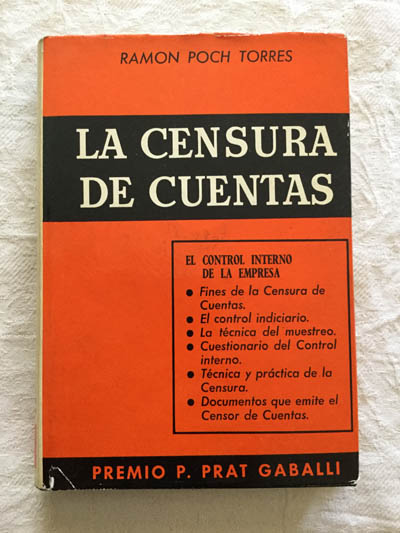 RAMON POCH TORRES
LA CENSURA
DE CUENTAS
EL CONTROL INTERNO
DE LA EMPRESA
● Fines de la Censura de
Cuentas.
● El control indiciario.
● La técnica del muestreo.
● Cuestionario del Control
interno.
● Técnica y práctica de la
Censura.
● Documentos que emite el
Censor de Cuentas.
PREMIO P. PRAT GABALLI